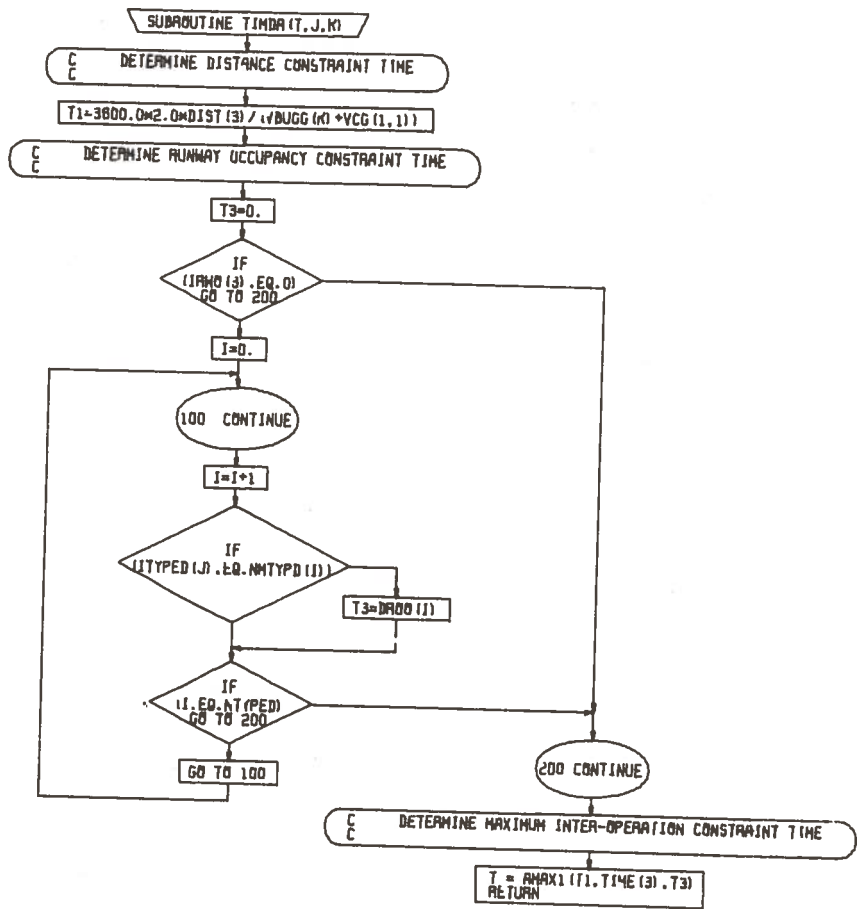 SUBROUTINE TIMDA(T,J,K)
C DETERMINE DISTANCE CONSTRAINT TIME
C
T1=3600.0*2.0*DIST(3)/(VBUGG(K)+VCG(1,1))
C DETERMINE RUNWAY OCCUPANCY CONSTRAINT TIME
C
T3=0.
IF
(IRWO(3).EQ.0)
GO TO 200
I=0.
100 CONTINUE
I=I+1
IF
(ITYPED(J).EQ.NMTYPD(I))
T3=DROO(I)
IF
(I.EQ.NTYPED)
GO TO 200
GO TO 100
200 CONTINUE
C DETERMINE MAXIMUM INTER-OPERATION CONSTRAINT TIME
C
T = AMAX1(T1,TIME(3),T3)
RETURN